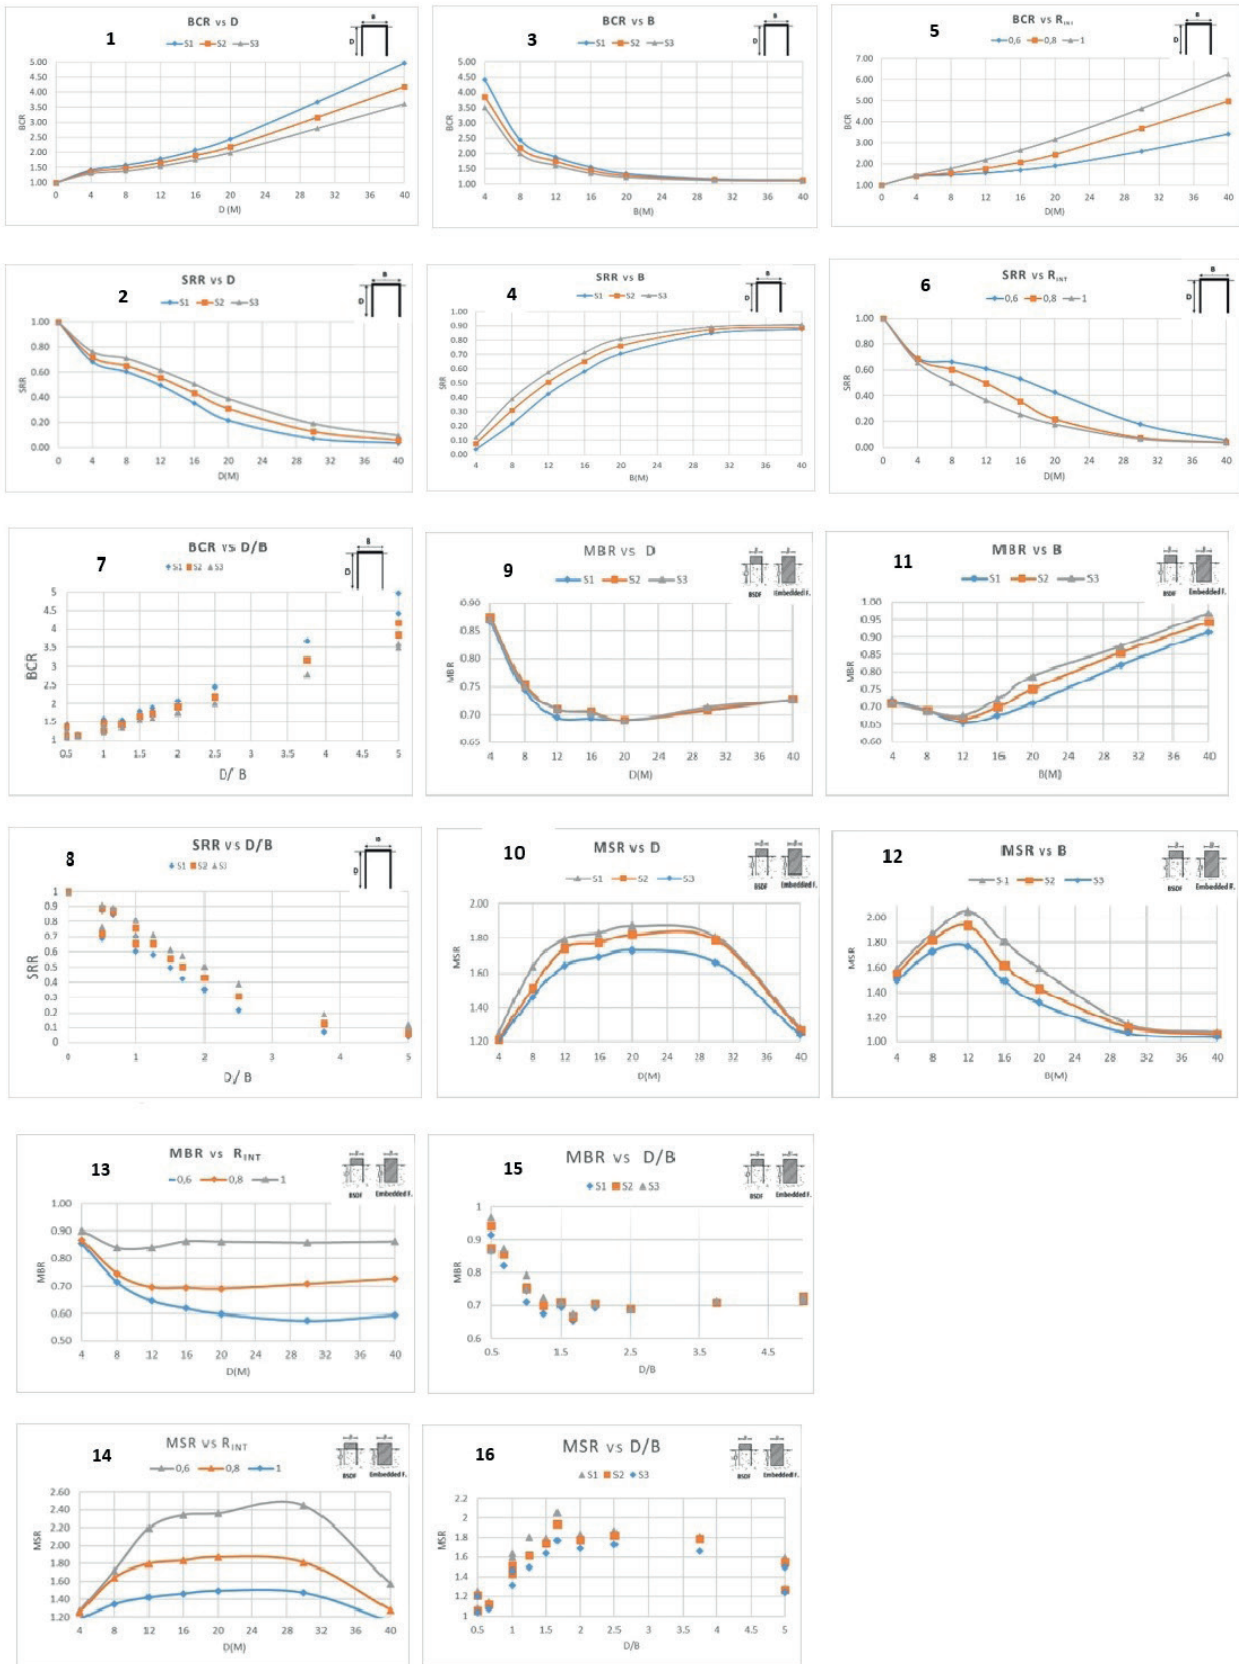 1
BCR vs D
S1 S2 S3
B
D
5.00
4.50
4.00
3.50
3.00
2.50
2.00
1.50
1.00
BCR
0 4 8 12 16 20 24 28 32 36 40
D (M)
3
BCR vs B
S1 S2 S3
B
D
5.00
4.50
4.00
3.50
3.00
2.50
2.00
1.50
1.00
BCR
4 8 12 16 20 24 28 32 36 40
B(M)
5
BCR vs RINT
0,6 0,8 1
B
D
7.00
6.00
5.00
4.00
3.00
2.00
1.00
BCR
0 4 8 12 16 20 24 28 32 36 40
D(M)
2
SRR vs D
S1 S2 S3
B
D
1.00
0.80
0.60
0.40
0.20
0.00
SRR
0 4 8 12 16 20 24 28 32 36 40
D(M)
4
SRR vs B
S1 S2 S3
B
D
1.00
0.90
0.80
0.70
0.60
0.50
0.40
0.30
0.20
0.10
0.00
SRR
4 8 12 16 20 24 28 32 36 40
B(M)
6
SRR vs RINT
0,6 0,8 1
B
D
1.00
0.80
0.60
0.40
0.20
0.00
SRR
0 4 8 12 16 20 24 28 32 36 40
D(M)
7
BCR vs D/B
S1 S2 S3
B
D
5
4.5
4
3.5
3
2.5
2
1.5
1
BCR
0.5 1 1.5 2 2.5 3 3.5 4 4.5 5
D/ B
9
MBR vs D
S1 S2 S3
BSDF Embedded F.
0.90
0.85
0.80
0.75
0.70
0.65
MBR
4 8 12 16 20 24 28 32 36 40
D(M)
11
MBR vs B
S1 S2 S3
BSDF Embedded F.
1.00
0.95
0.90
0.85
0.80
0.75
0.70
0.65
0.60
MBR
4 8 12 16 20 24 28 32 36 40
B(M)
8
SRR vs D/B
S1 S2 S3
B
D
1
0.9
0.8
0.7
0.6
0.5
0.4
0.3
0.2
0.1
0
SRR
0 1 2 3 4 5
D/ B
10
MSR vs D
S1 S2 S3
BSDF Embedded F.
2.00
1.80
1.60
1.40
1.20
MSR
4 8 12 16 20 24 28 32 36 40
D(M)
12
MSR vs B
S1 S2 S3
BSDF Embedded F.
2.00
1.80
1.60
1.40
1.20
1.00
MSR
4 8 12 16 20 24 28 32 36 40
B(M)
13
MBR vs RINT
0,6 0,8 1
BSDF Embedded F.
1.00
0.90
0.80
0.70
0.60
0.50
MBR
4 8 12 16 20 24 28 32 36 40
D(M)
15
MBR vs D/B
S1 S2 S3
BSDF Embedded F.
1
0.9
0.8
0.7
0.6
MBR
0.5 1.5 2.5 3.5 4.5
D/B
14
MSR vs RINT
0,6 0,8 1
BSDF Embedded F.
2.60
2.40
2.20
2.00
1.80
1.60
1.40
1.20
MSR
4 8 12 16 20 24 28 32 36 40
D(M)
16
MSR vs D/B
S1 S2 S3
BSDF Embedded F.
2.2
2
1.8
1.6
1.4
1.2
1
MSR
0.5 1 1.5 2 2.5 3 3.5 4 4.5 5
D/B